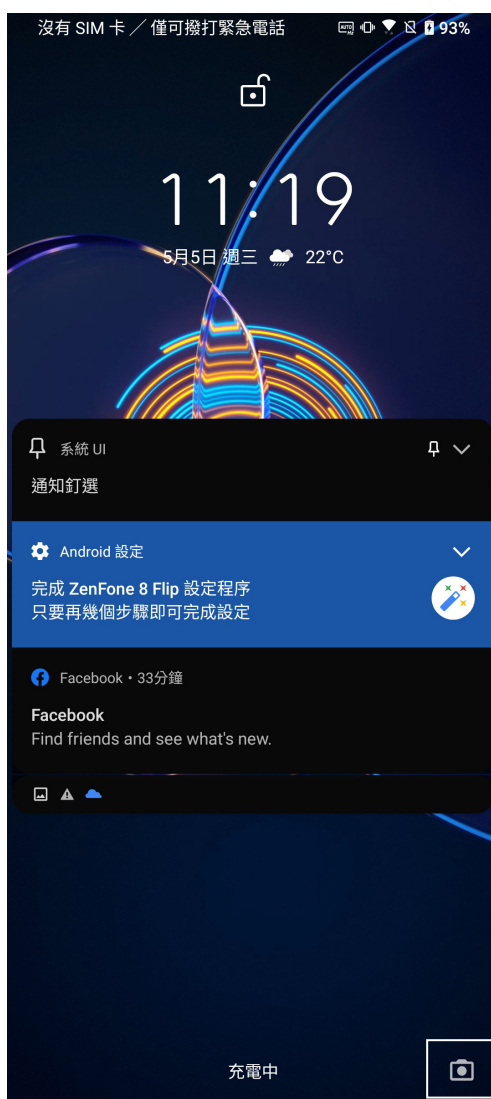 沒有 SIM 卡／僅可撥打緊急電話 93%
11:19
5月5日 週三 22°C
系統 UI
通知釘選
Android 設定
完成 ZenFone 8 Flip 設定程序
只要再幾個步驟即可完成設定
Facebook • 33分鐘
Facebook
Find friends and see what's new.
充電中